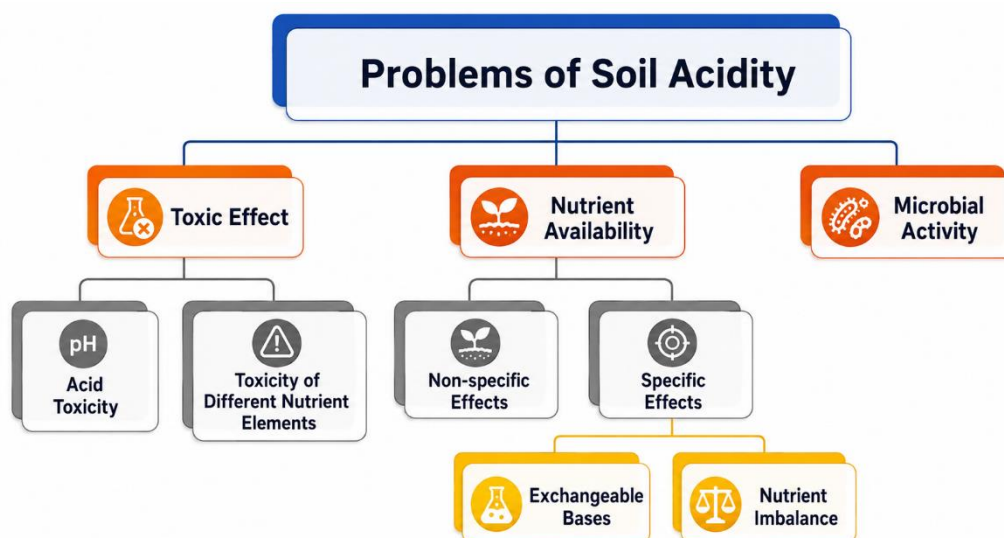 Problems of Soil Acidity
Toxic Effect
Nutrient
Availability
Microbial
Activity
pH
Acid
Toxicity
Toxicity of
Different Nutrient
Elements
Non-specific
Effects
Specific
Effects
Exchangeable
Bases
Nutrient
Imbalance